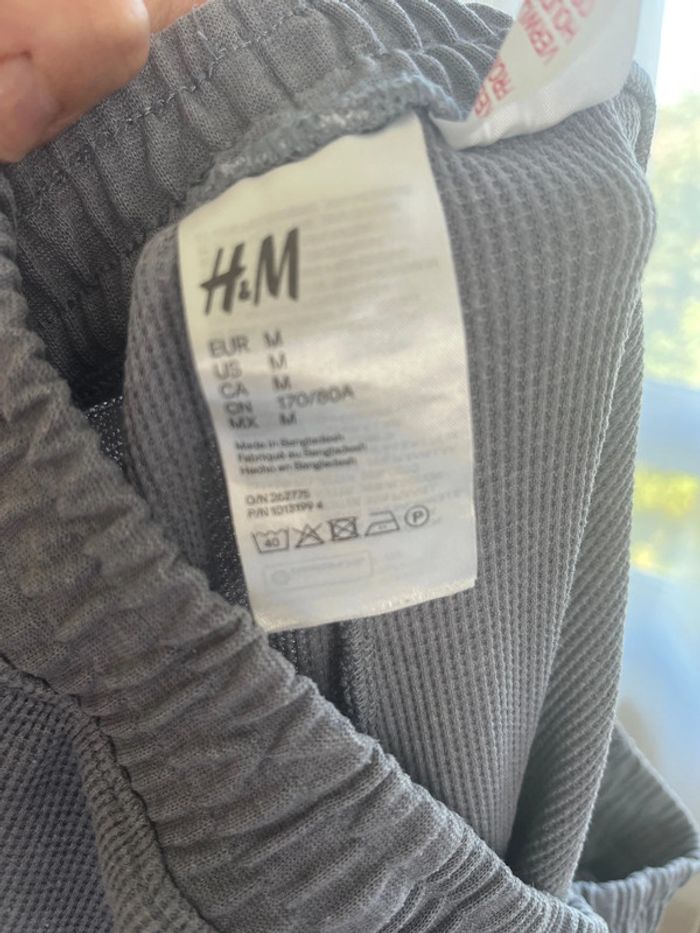 H&M
EUR M
US M
CA M
CN 170/80A
MX M
Made in Bangladesh
Fabriqué au Bangladesh
Hecho en Bangladesh
O/N 262775
P/N 1013199 4
40
P